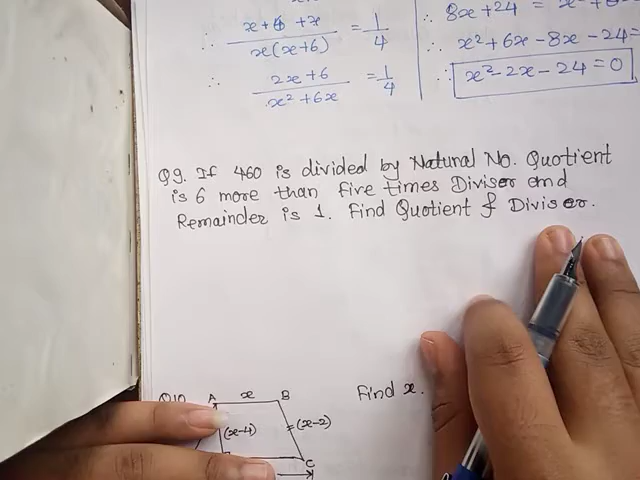 ∴ x+6+x / x(x+6) = 1/4
∴ 2x+6 / x²+6x = 1/4
∴ 8x+24 =
∴ x²+6x-8x-24=
∴ x²-2x-24=0
Q9. If 460 is divided by Natural No. Quotient
is 6 more than five times Divisor and
Remainder is 1. Find Quotient & Divisor.
Q10
A x B
Find x.
(x-4) (x-2)
C